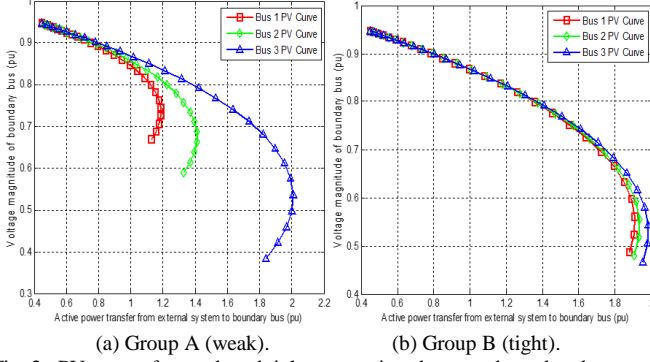 1
0.9
0.8
0.7
0.6
0.5
0.4
0.3
0.4 0.6 0.8 1 1.2 1.4 1.6 1.8 2 2.2
Voltage magnitude of boundary bus (pu)
Active power transfer from external system to boundary bus (pu)
Bus 1 PV Curve
Bus 2 PV Curve
Bus 3 PV Curve
(a) Group A (weak).
1
0.9
0.8
0.7
0.6
0.5
0.4
0.4 0.6 0.8 1 1.2 1.4 1.6 1.8 2
Voltage magnitude of boundary bus (pu)
Active power transfer from external system to boundary bus (pu)
Bus 1 PV Curve
Bus 2 PV Curve
Bus 3 PV Curve
(b) Group B (tight).